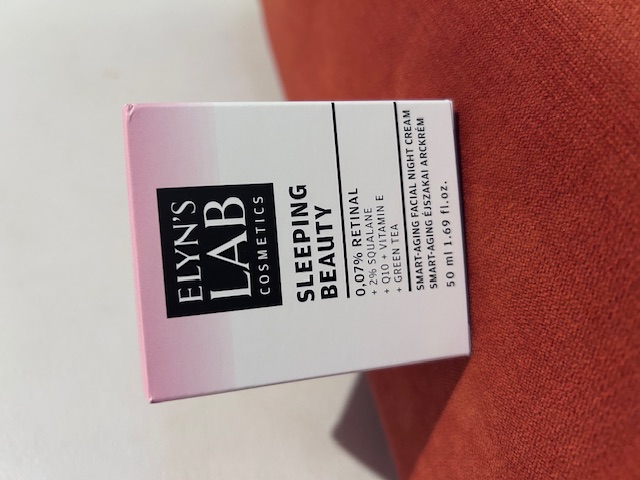 ELYN'S
LAB
COSMETICS
SLEEPING
BEAUTY
0,07% RETINAL
+ 2% SQUALANE
+ Q10 + VITAMIN E
+ GREEN TEA
SMART-AGING FACIAL NIGHT CREAM
SMART-AGING ÉJSZAKAI ARCKRÉM
50 ml 1.69 fl.oz.